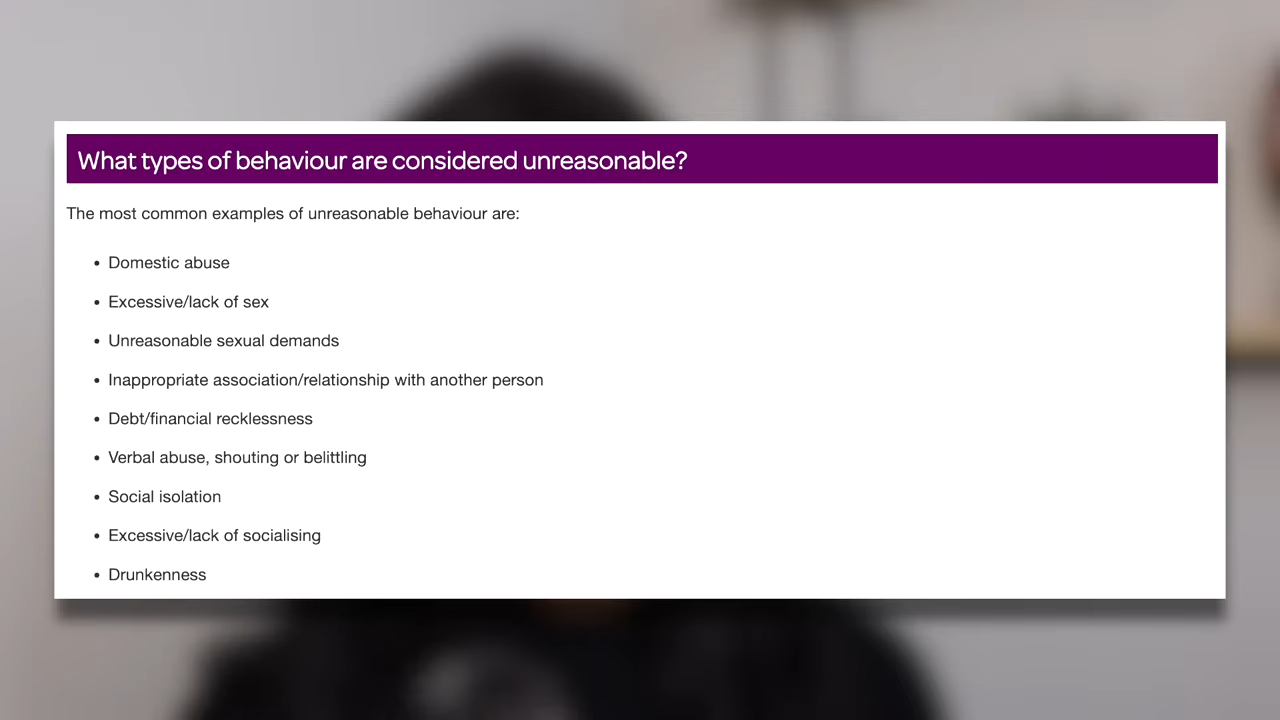 What types of behaviour are considered unreasonable?
The most common examples of unreasonable behaviour are:
• Domestic abuse
• Excessive/lack of sex
• Unreasonable sexual demands
• Inappropriate association/relationship with another person
• Debt/financial recklessness
• Verbal abuse, shouting or belittling
• Social isolation
• Excessive/lack of socialising
• Drunkenness